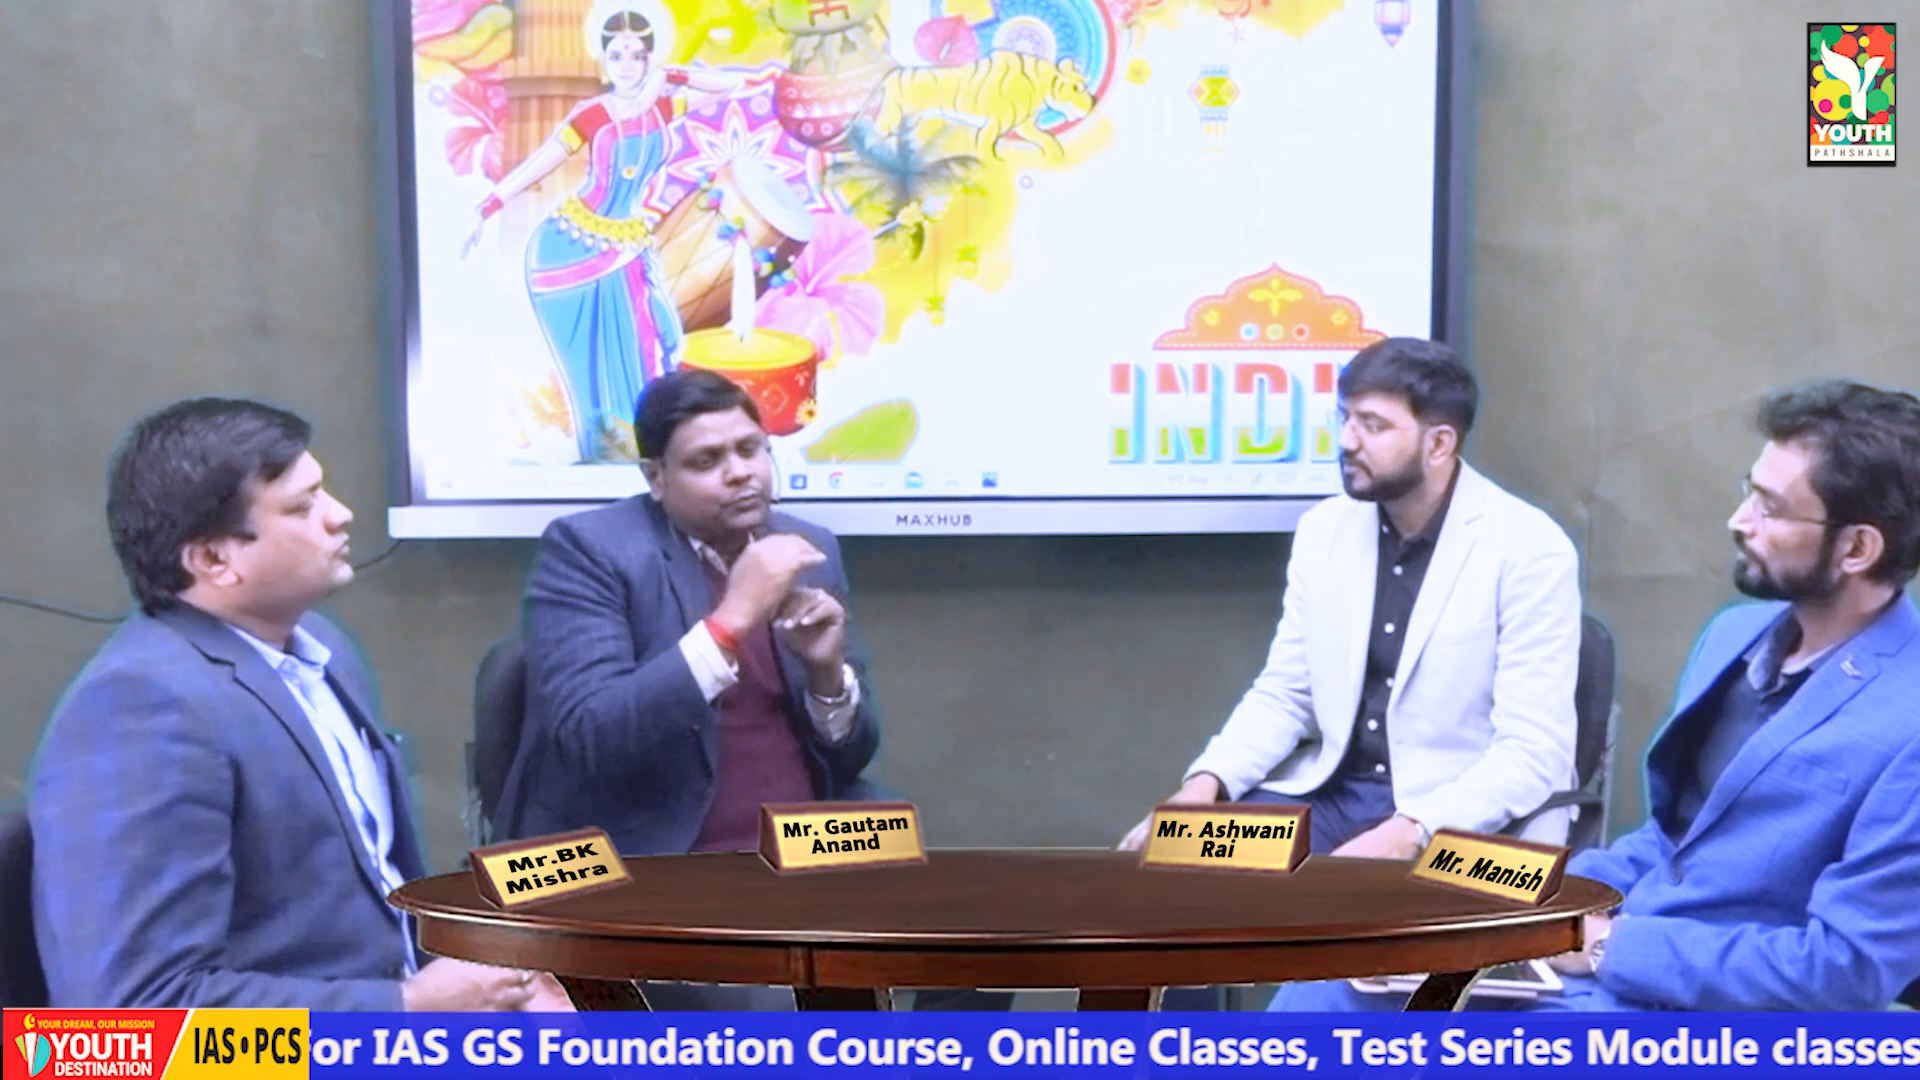 YOUTH
PATHSHALA
INDI
MAXHUB
Mr.BK
Mishra
Mr. Gautam
Anand
Mr. Ashwani
Rai
Mr. Manish
YOUR DREAM, OUR MISSION
YOUTH
DESTINATION
IAS•PCS
or IAS GS Foundation Course, Online Classes, Test Series Module classes